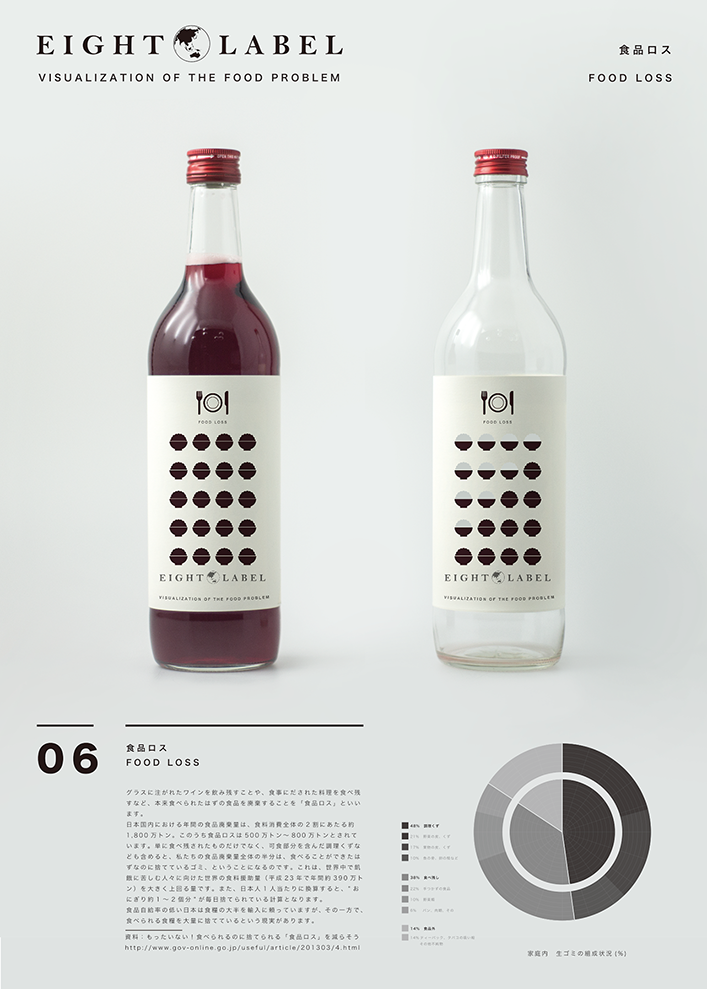 EIGHT LABEL
VISUALIZATION OF THE FOOD PROBLEM
食品ロス
FOOD LOSS
OPEN
FOOD LOSS
EIGHT LABEL
VISUALIZATION OF THE FOOD PROBLEM
FOOD LOSS
EIGHT LABEL
VISUALIZATION OF THE FOOD PROBLEM
06
食品ロス
FOOD LOSS
グラスに注がれたワインを飲み残すことや、食事にだされた料理を食べ残
すなど、本来食べられたはずの食品を廃棄することを「食品ロス」といい
ます。
日本国内における年間の食品廃棄量は、食料消費全体の2割にあたる約
1,800万トン。このうち食品ロスは500万トン〜800万トンとされて
います。単に食べ残されたものだけでなく、可食部分を含んだ調理くずな
ども含めると、私たちの食品廃棄量全体の半分は、食べることができたは
ずなのに捨てているゴミ、ということになるのです。これは、世界中で飢
餓に苦しむ人々に向けた世界の食料援助量（平成23年で年間約390万ト
ン）を大きく上回る量です。また、日本人1人当たりに換算すると、“お
にぎり約1〜2個分”が毎日捨てられている計算となります。
食品自給率の低い日本は食糧の大半を輸入に頼っていますが、その一方で、
食べられる食糧を大量に捨てているという現実があります。
資料：もったいない！食べられるのに捨てられる「食品ロス」を減らそう
http://www.gov-online.go.jp/useful/article/201303/4.html
48% 調理くず
38% 食べ残し
14% 食品外
家庭内 生ゴミの組成状況 (%)